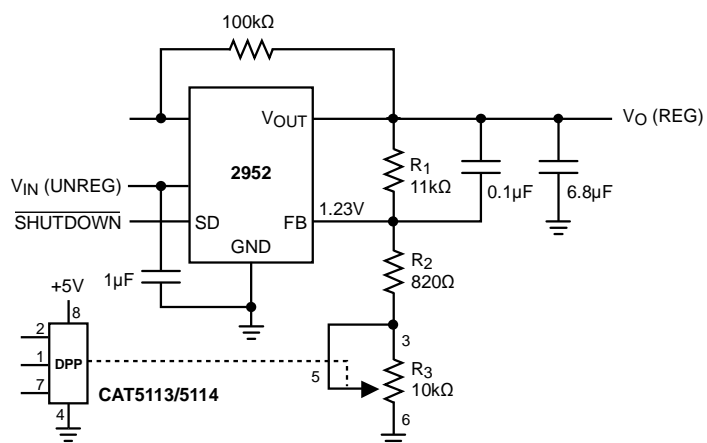 100kΩ
VOUT
VO (REG)
2952
R1
11kΩ
VIN (UNREG)
0.1µF
6.8µF
1.23V
SHUTDOWN
SD
FB
GND
R2
820Ω
1µF
+5V
8
2
3
1
DPP
7
5
R3
10kΩ
CAT5113/5114
4
6